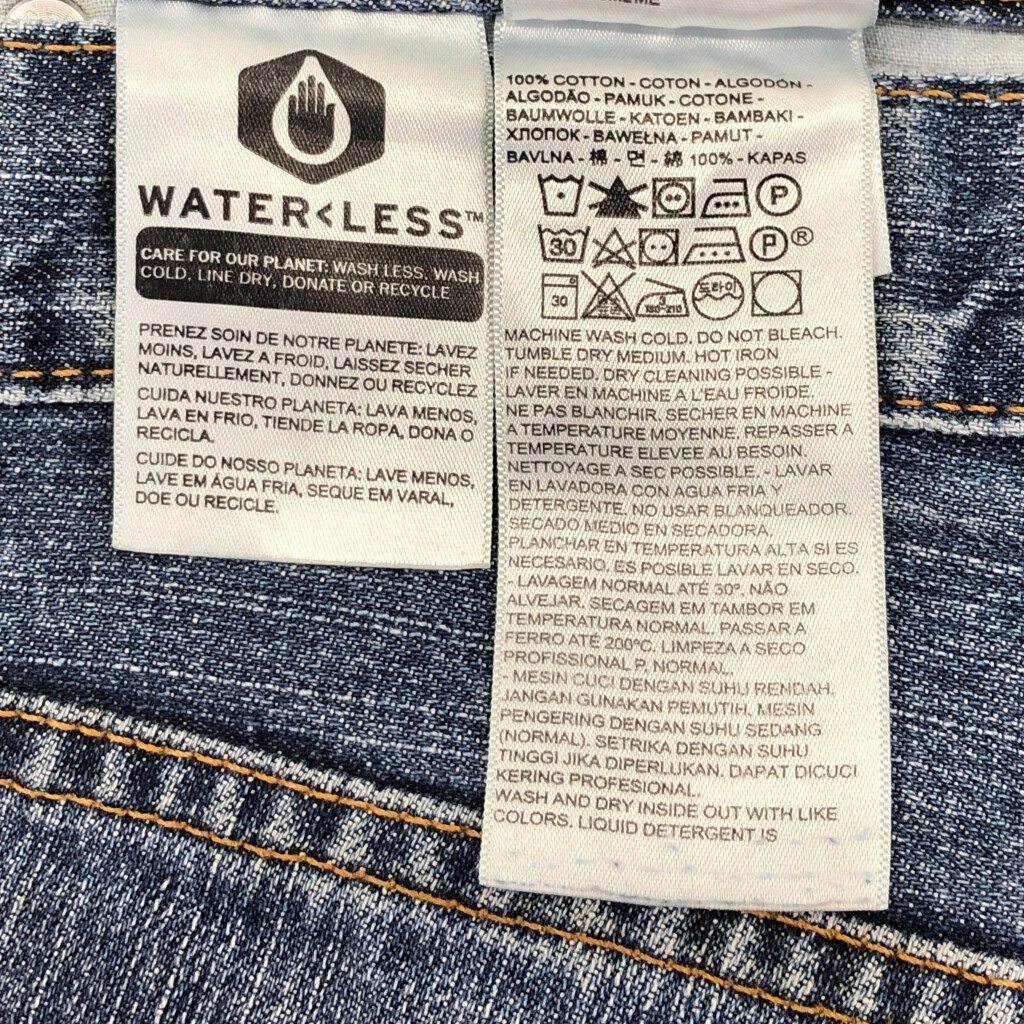 WATER<LESS™
CARE FOR OUR PLANET: WASH LESS, WASH
COLD, LINE DRY, DONATE OR RECYCLE
PRENEZ SOIN DE NOTRE PLANETE: LAVEZ
MOINS, LAVEZ A FROID, LAISSEZ SECHER
NATURELLEMENT, DONNEZ OU RECYCLEZ
CUIDA NUESTRO PLANETA: LAVA MENOS,
LAVA EN FRIO, TIENDE LA ROPA, DONA O
RECICLA.
CUIDE DO NOSSO PLANETA: LAVE MENOS,
LAVE EM ÁGUA FRIA, SEQUE EM VARAL,
DOE OU RECICLE.
100% COTTON - COTON - ALGODÓN -
ALGODÃO - PAMUK - COTONE -
BAUMWOLLE - KATOEN - BAMBAKI -
ХЛОПОК - BAWEŁNA - PAMUT -
BAVLNA - 棉 - 면 - 綿 100% - KAPAS
P
30 P®
30 3 180-210 드라이
MACHINE WASH COLD. DO NOT BLEACH.
TUMBLE DRY MEDIUM. HOT IRON
IF NEEDED. DRY CLEANING POSSIBLE -
LAVER EN MACHINE A L'EAU FROIDE.
NE PAS BLANCHIR. SECHER EN MACHINE
A TEMPERATURE MOYENNE. REPASSER A
TEMPERATURE ELEVEE AU BESOIN.
NETTOYAGE A SEC POSSIBLE. - LAVAR
EN LAVADORA CON AGUA FRIA Y
DETERGENTE. NO USAR BLANQUEADOR.
SECADO MEDIO EN SECADORA.
PLANCHAR EN TEMPERATURA ALTA SI ES
NECESARIO. ES POSIBLE LAVAR EN SECO.
- LAVAGEM NORMAL ATÉ 30º. NÃO
ALVEJAR. SECAGEM EM TAMBOR EM
TEMPERATURA NORMAL. PASSAR A
FERRO ATÉ 200ºC. LIMPEZA A SECO
PROFISSIONAL P, NORMAL.
- MESIN CUCI DENGAN SUHU RENDAH.
JANGAN GUNAKAN PEMUTIH. MESIN
PENGERING DENGAN SUHU SEDANG
(NORMAL). SETRIKA DENGAN SUHU
TINGGI JIKA DIPERLUKAN. DAPAT DICUCI
KERING PROFESIONAL.
WASH AND DRY INSIDE OUT WITH LIKE
COLORS. LIQUID DETERGENT IS